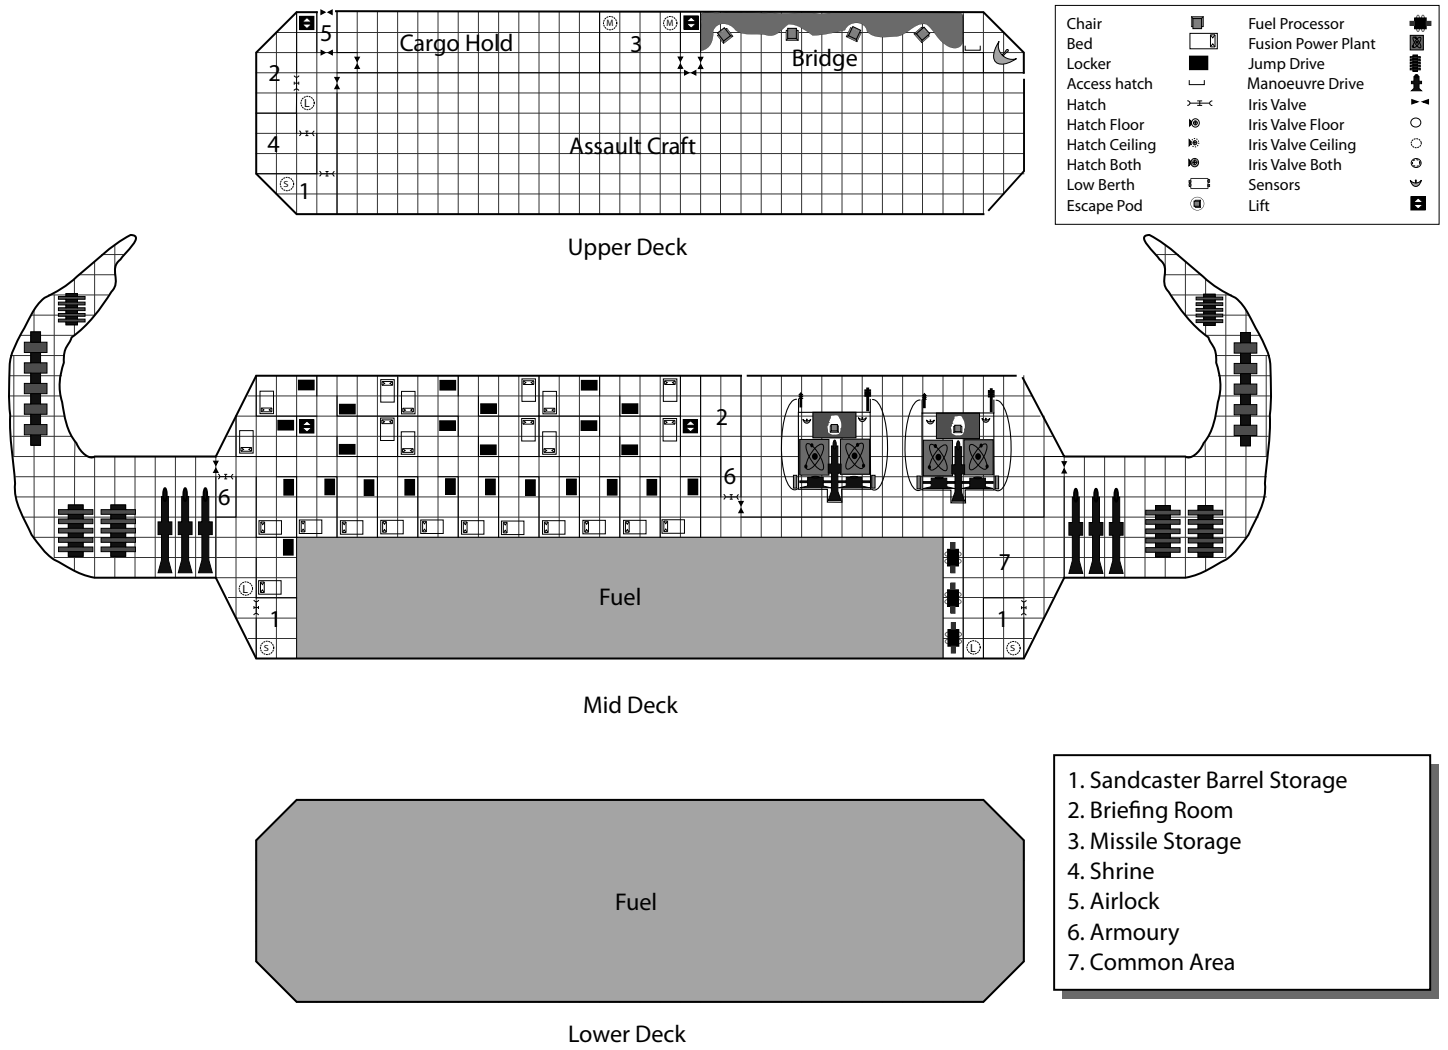 5
Cargo Hold
M
M
3
Bridge
2
L
4
Assault Craft
S
1
Upper Deck
Chair
Bed
Locker
Access hatch
Hatch
Hatch Floor
Hatch Ceiling
Hatch Both
Low Berth
Escape Pod
Fuel Processor
Fusion Power Plant
Jump Drive
Manoeuvre Drive
Iris Valve
Iris Valve Floor
Iris Valve Ceiling
Iris Valve Both
Sensors
Lift
2
6
6
7
L
Fuel
1
1
S
L
S
Mid Deck
Fuel
Lower Deck
1. Sandcaster Barrel Storage
2. Briefing Room
3. Missile Storage
4. Shrine
5. Airlock
6. Armoury
7. Common Area